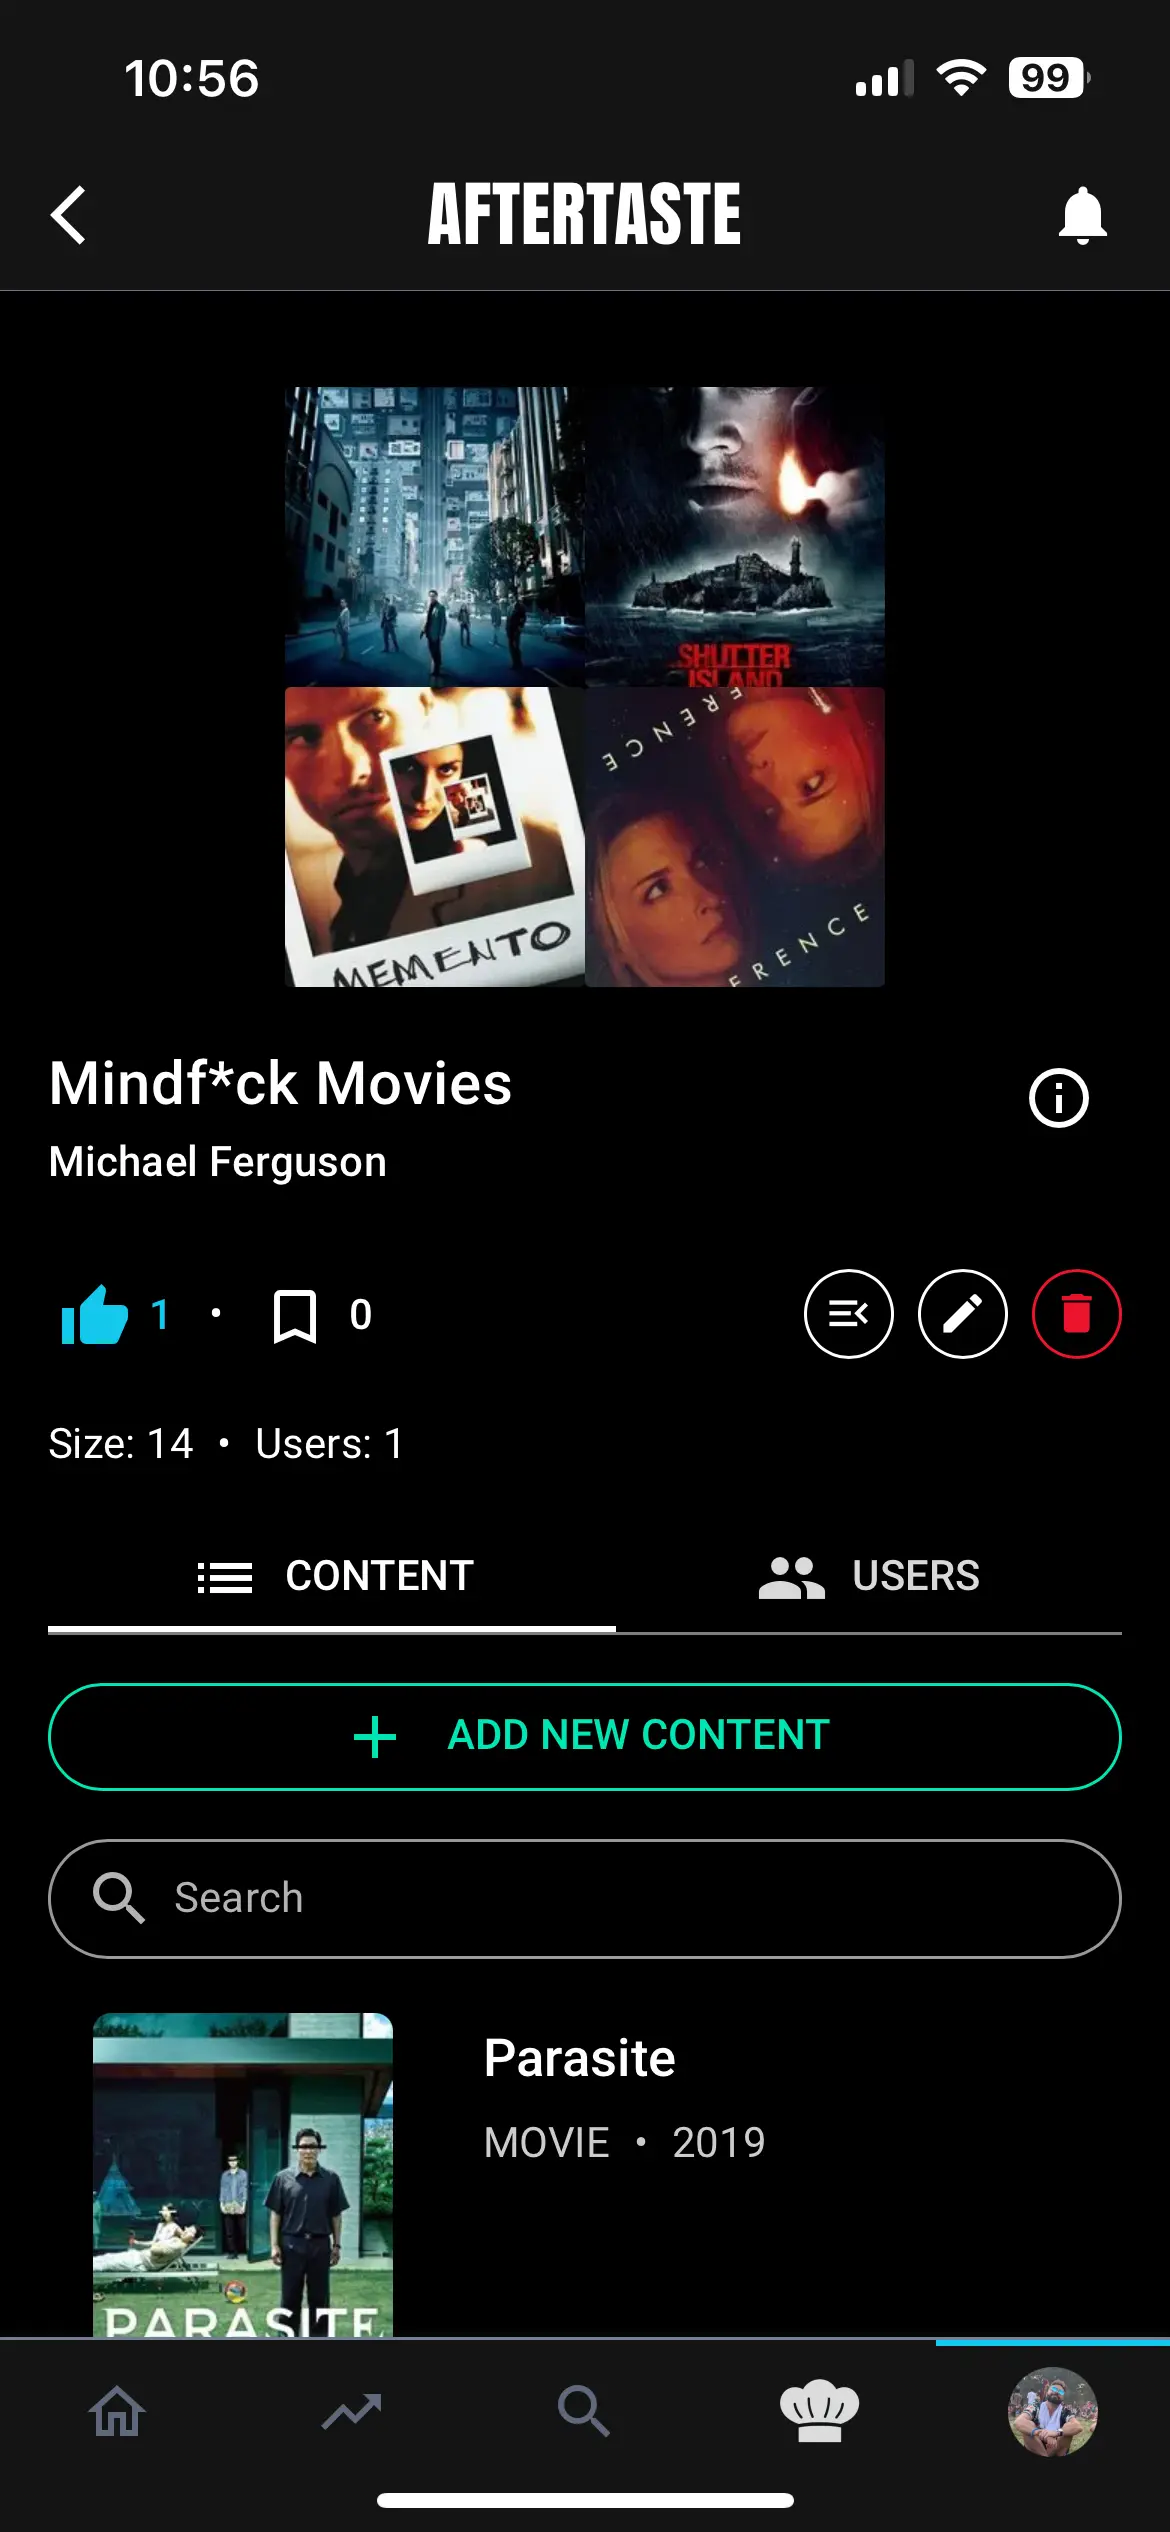 10:56
99
AFTERTASTE
SHUTTER
ISLAND
ERENCE
MEMENTO
ERENCE
Mindf*ck Movies
Michael Ferguson
1 • 0
Size: 14 • Users: 1
CONTENT
USERS
ADD NEW CONTENT
Search
Parasite
MOVIE • 2019
PARASITE